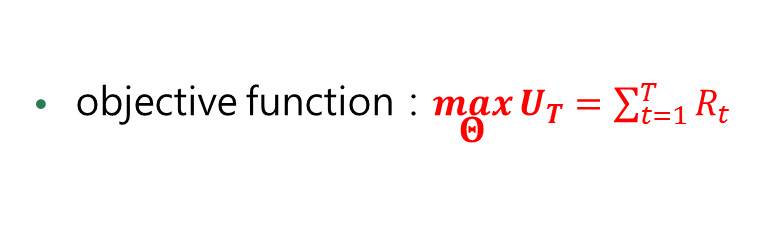 • objective function：max_Θ U_T = ∑_{t=1}^{T} R_t